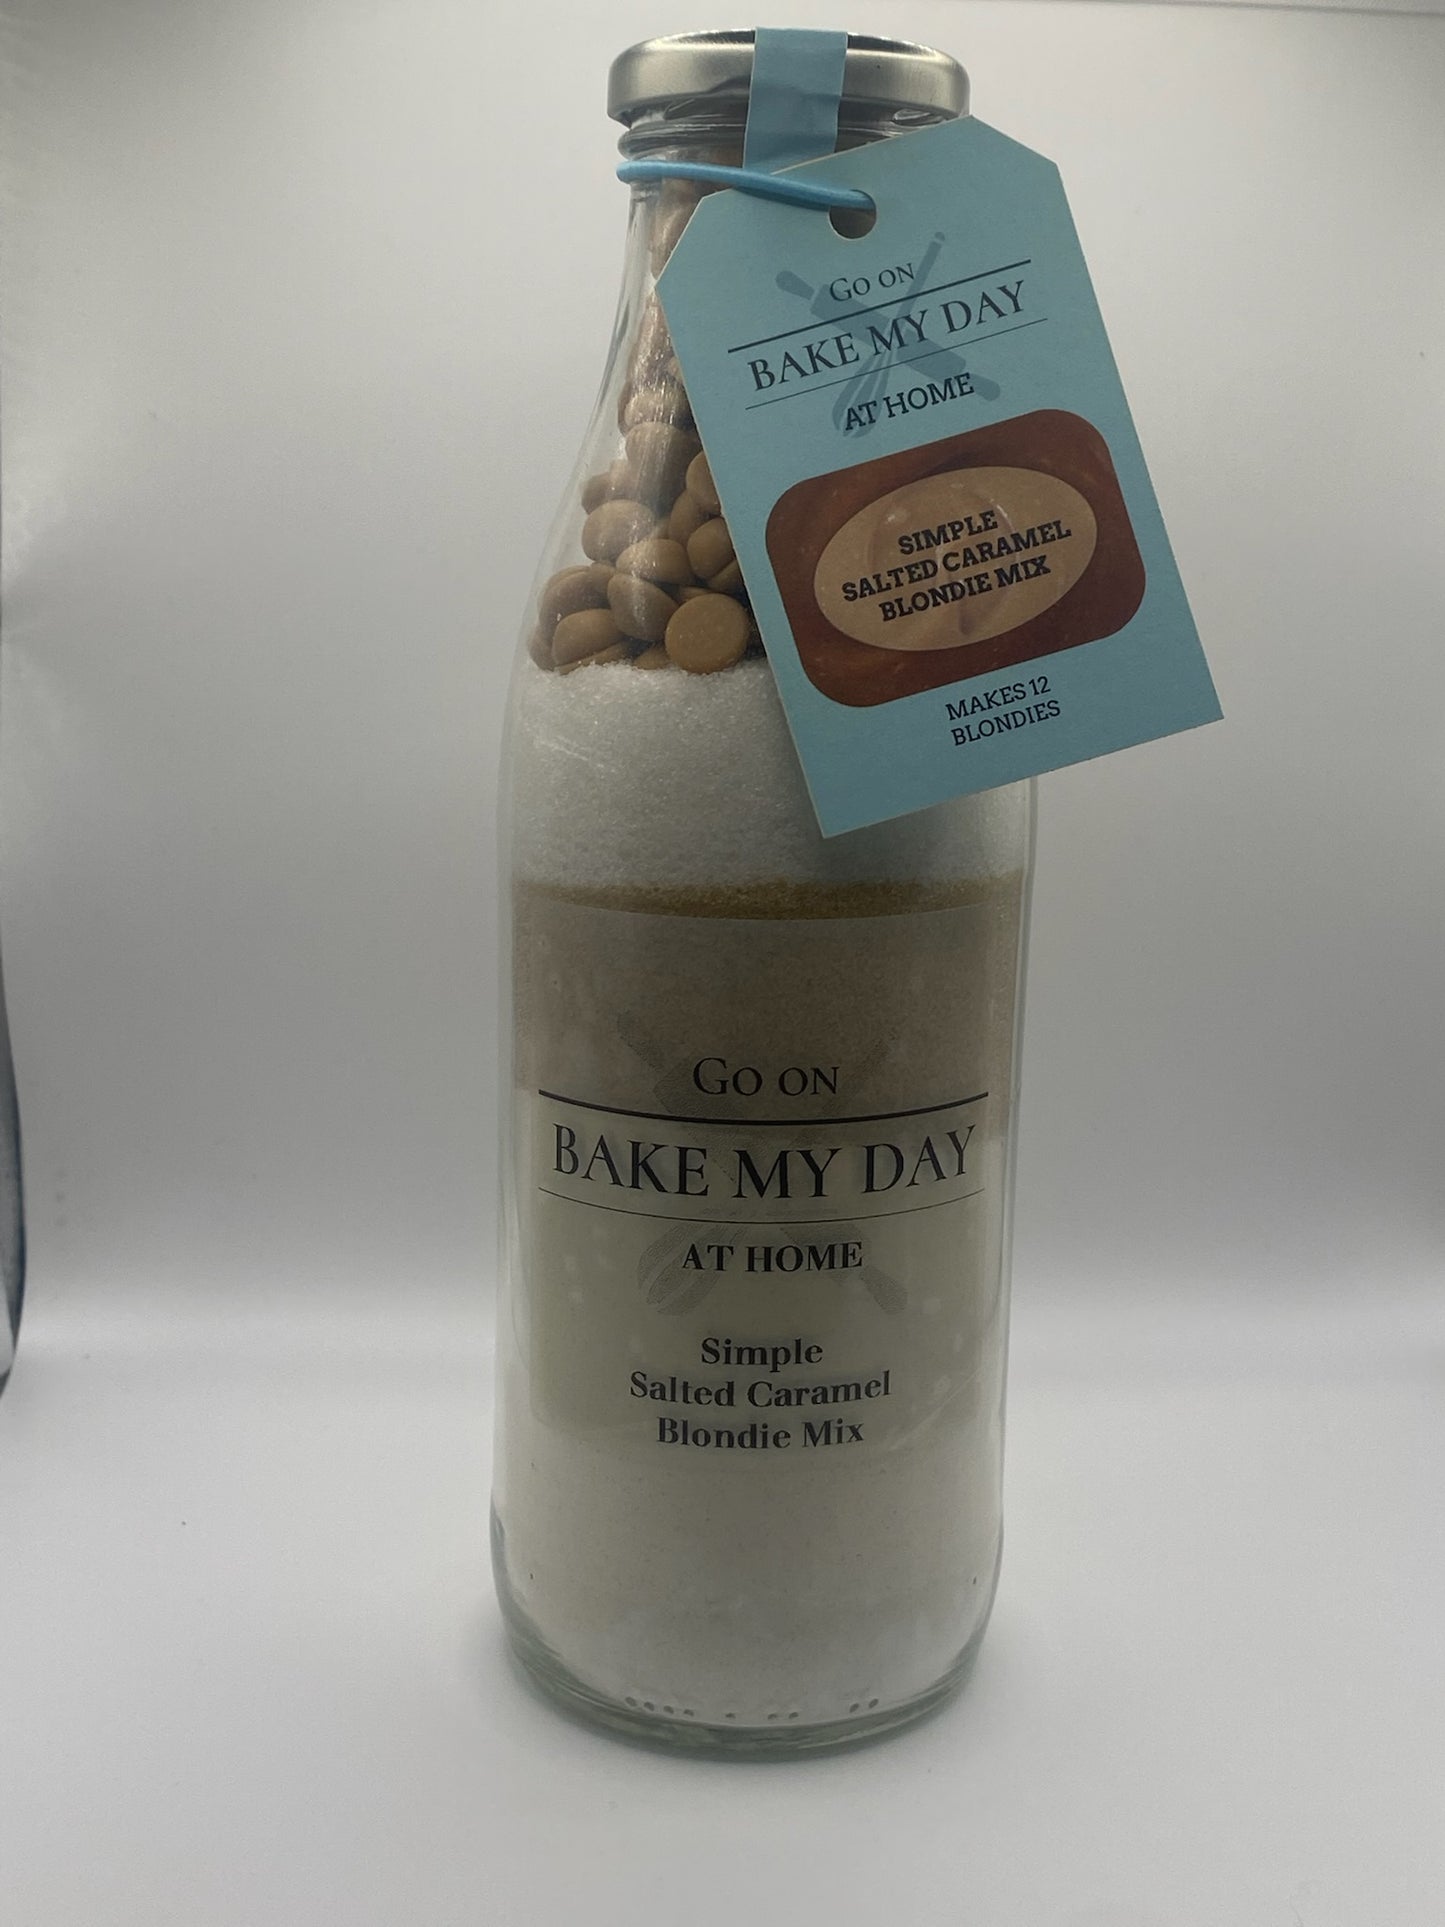 Go on
BAKE MY DAY
AT HOME
SIMPLE
SALTED CARAMEL
BLONDIE MIX
MAKES 12
BLONDIES
Go on
BAKE MY DAY
AT HOME
Simple
Salted Caramel
Blondie Mix